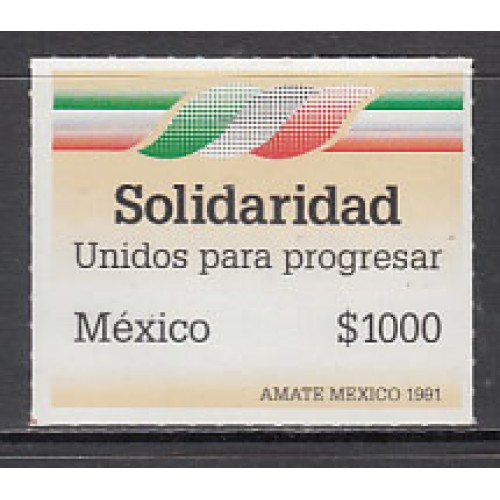 Solidaridad
Unidos para progresar
México $1000
AMATE MEXICO 1991